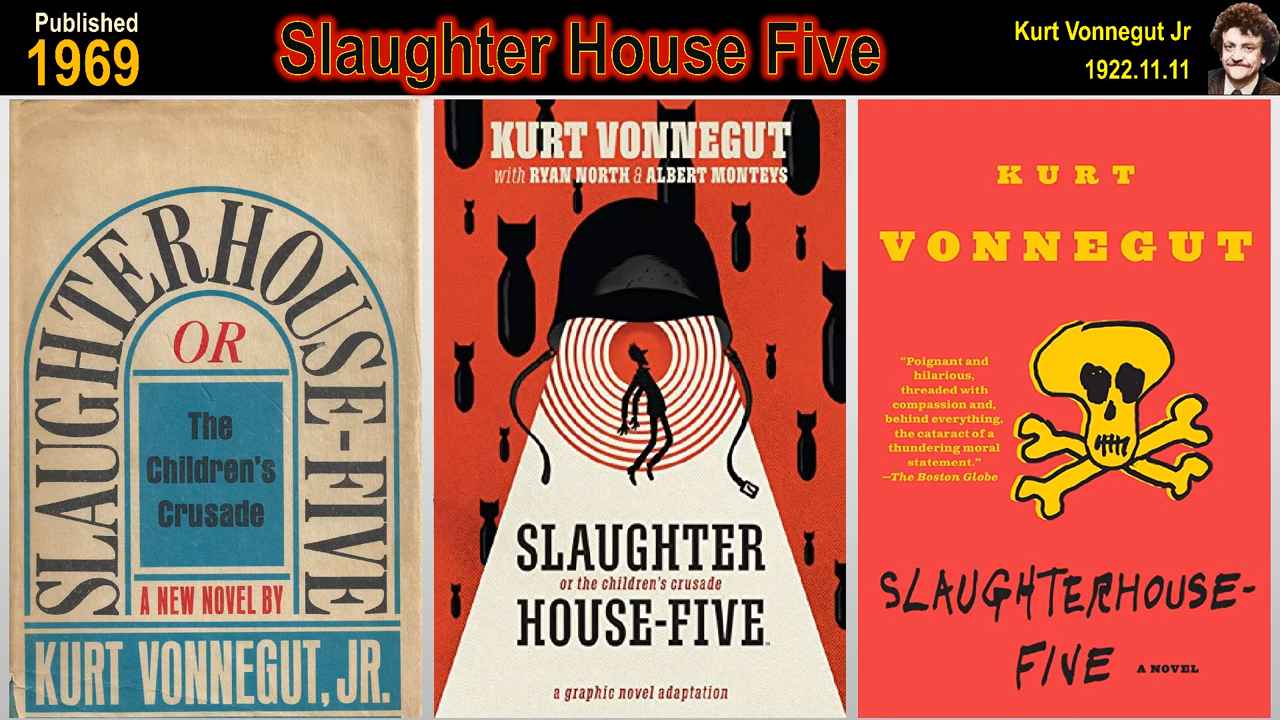 Published
1969
Slaughter House Five
Kurt Vonnegut Jr
1922.11.11
SLAUGHTERHOUSE-FIVE
OR
The
Children's
Crusade
A NEW NOVEL BY
KURT VONNEGUT, JR.
KURT VONNEGUT
with RYAN NORTH & ALBERT MONTEYS
SLAUGHTER
or the children's crusade
HOUSE-FIVE
a graphic novel adaptation
KURT
VONNEGUT
"Poignant and
hilarious,
threaded with
compassion and,
behind everything,
the cataract of a
thundering moral
statement."
—The Boston Globe
SLAUGHTERHOUSE-
FIVE A NOVEL